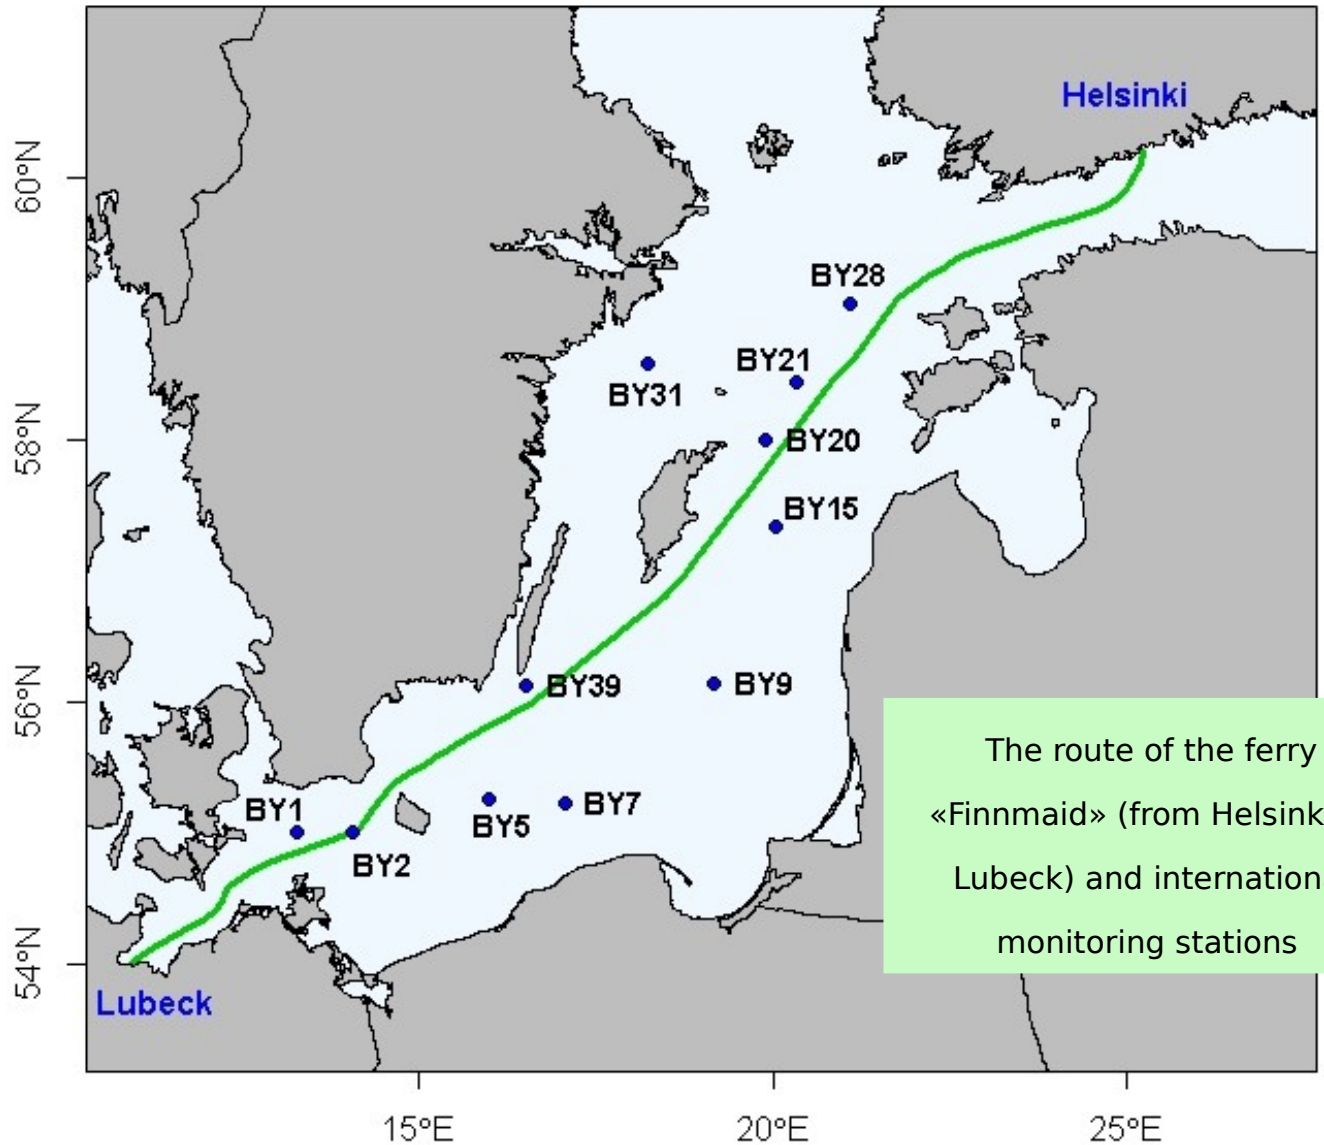 Helsinki
60°N
BY28
BY21
BY31
58°N
BY20
BY15
BY39
BY9
56°N
The route of the ferry
BY1
BY5
BY7
«Finnmaid» (from Helsink
BY2
Lubeck) and internation
monitoring stations
54°N
Lubeck
15°E
20°E
25°E